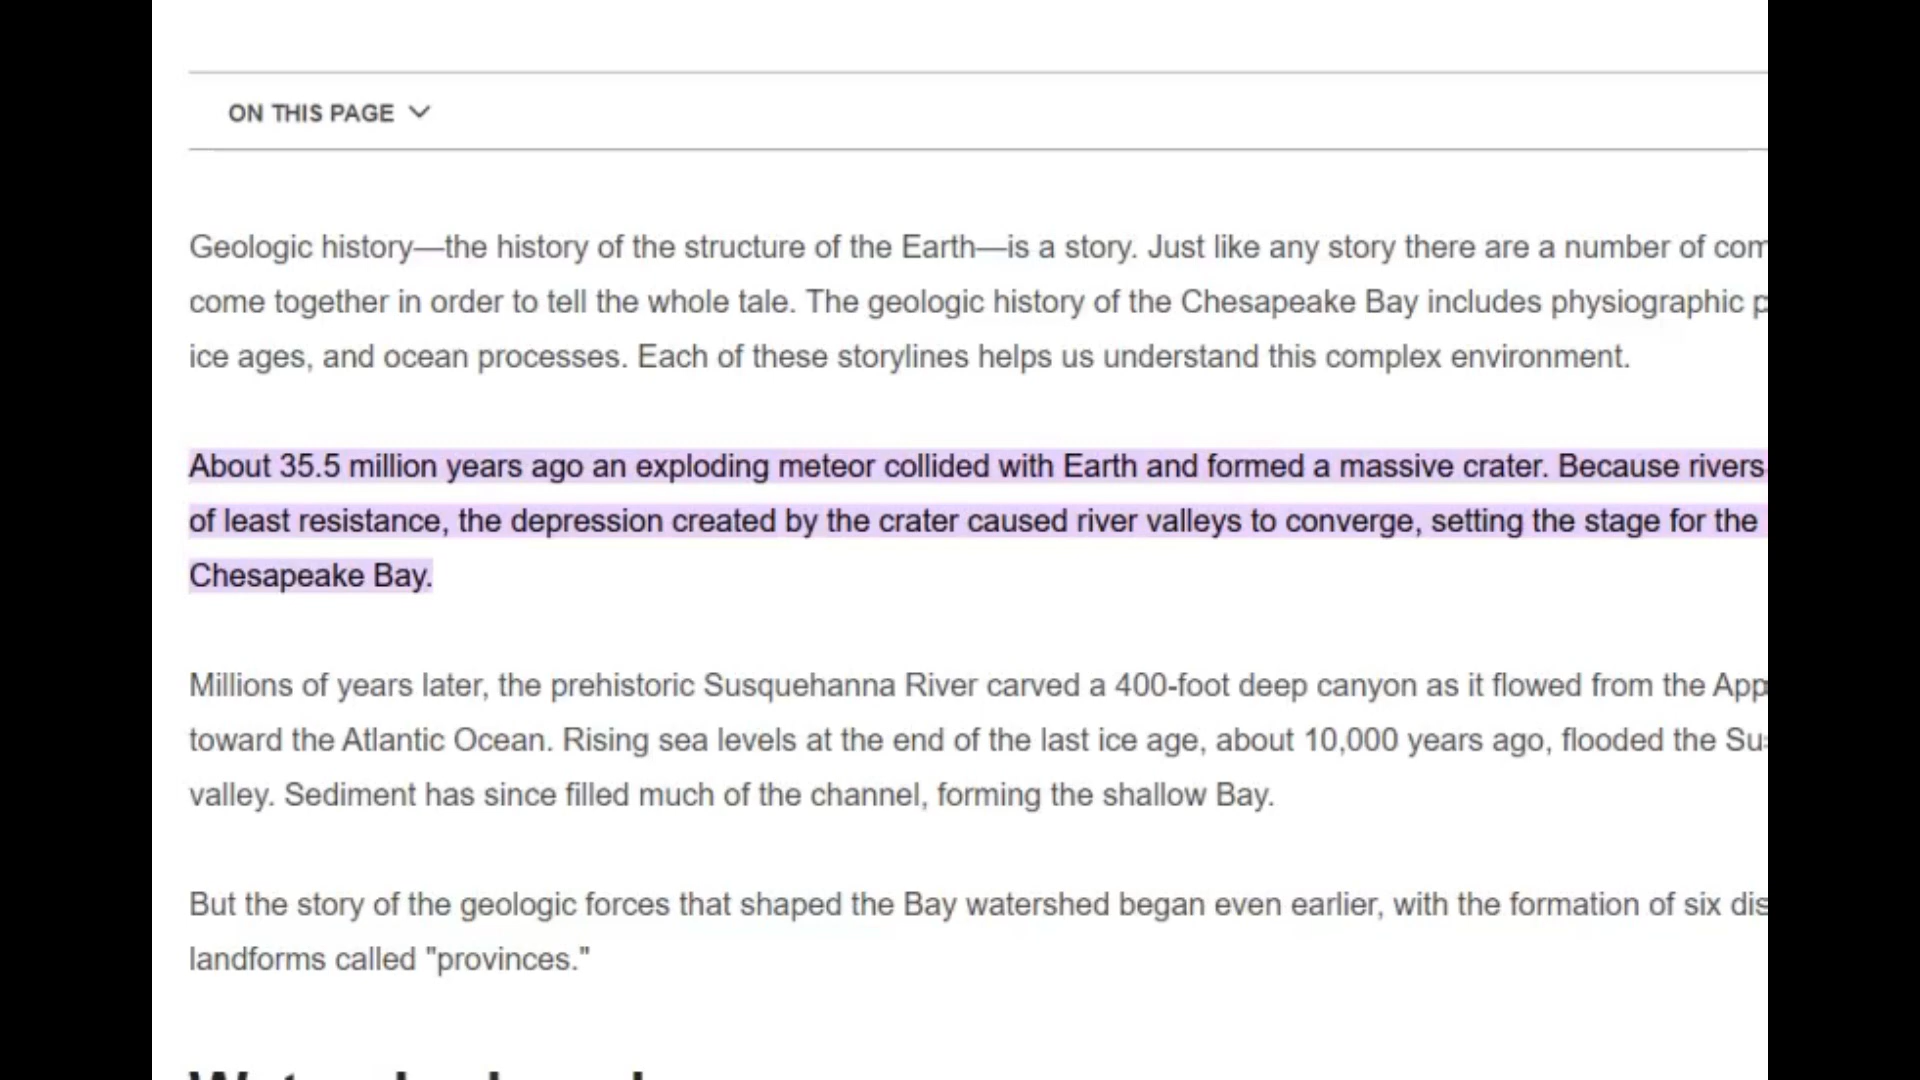 ON THIS PAGE
Geologic history—the history of the structure of the Earth—is a story. Just like any story there are a number of
come together in order to tell the whole tale. The geologic history of the Chesapeake Bay includes physiographic
ice ages, and ocean processes. Each of these storylines helps us understand this complex environment.
About 35.5 million years ago an exploding meteor collided with Earth and formed a massive crater. Because rivers
of least resistance, the depression created by the crater caused river valleys to converge, setting the stage for the
Chesapeake Bay.
Millions of years later, the prehistoric Susquehanna River carved a 400-foot deep canyon as it flowed from the
toward the Atlantic Ocean. Rising sea levels at the end of the last ice age, about 10,000 years ago, flooded the
valley. Sediment has since filled much of the channel, forming the shallow Bay.
But the story of the geologic forces that shaped the Bay watershed began even earlier, with the formation of six
landforms called "provinces."